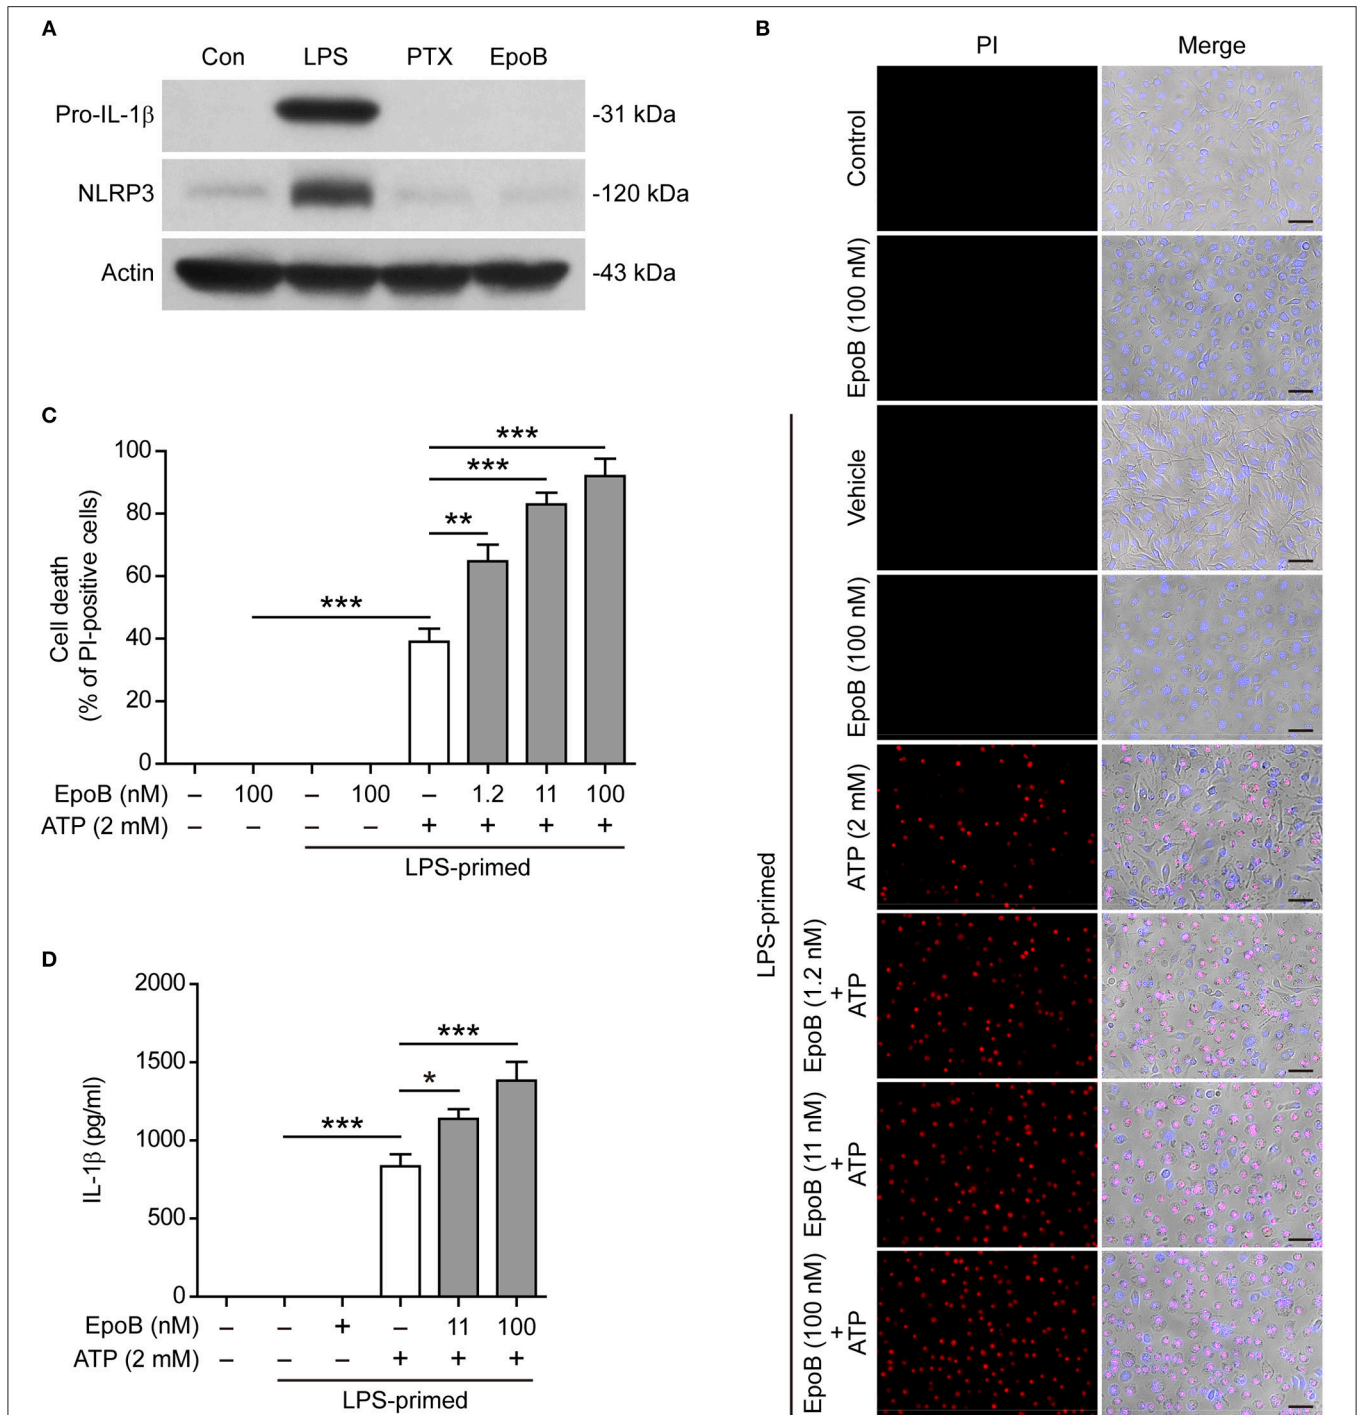 A
Con LPS PTX EpoB
Pro-IL-1β -31 kDa
NLRP3 -120 kDa
Actin -43 kDa
B
PI Merge
Control
EpoB (100 nM)
Vehicle
EpoB (100 nM)
ATP (2 mM)
EpoB (1.2 nM)
+
ATP
EpoB (11 nM)
+
ATP
EpoB (100 nM)
+
ATP
LPS-primed
C
Cell death
(% of PI-positive cells)
100
80
60
40
20
0
***
***
**
***
EpoB (nM) – 100 – 100 – 1.2 11 100
ATP (2 mM) – – – – + + + +
LPS-primed
D
IL-1β (pg/ml)
2000
1500
1000
500
0
***
*
***
EpoB (nM) – – + – 11 100
ATP (2 mM) – – – + + +
LPS-primed